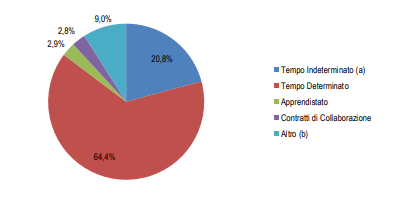 9,0%
2,8%
2,9%
20,8%
64,4%
Tempo Indeterminato (a)
Tempo Determinato
Apprendistato
Contratti di Collaborazione
Altro (b)